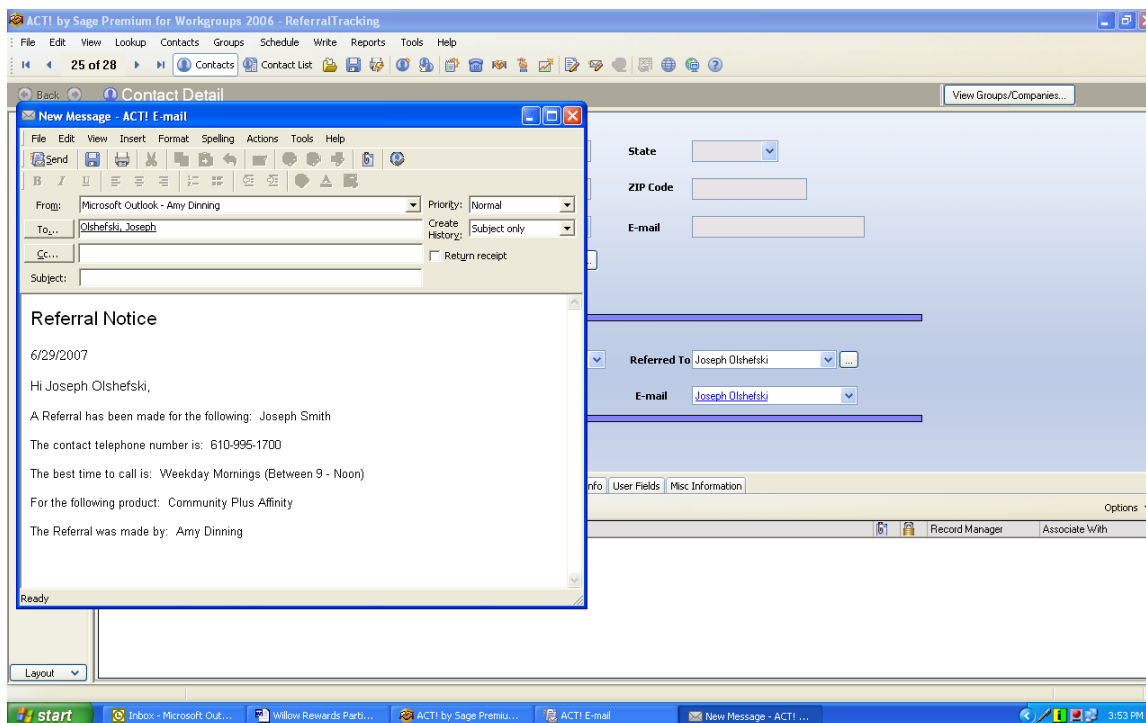 ACT! by Sage Premium for Workgroups 2006 - ReferralTracking
File Edit View Lookup Contacts Groups Schedule Write Reports Tools Help
25 of 28 Contacts Contact List
Back Contact Detail View Groups/Companies...
New Message - ACT! E-mail
File Edit View Insert Format Spelling Actions Tools Help
Send
B I U
From: Microsoft Outlook - Amy Dinning Priority: Normal
To... Olshefski, Joseph Create History: Subject only
Cc... Return receipt
Subject:
Referral Notice
6/29/2007
Hi Joseph Olshefski,
A Referral has been made for the following: Joseph Smith
The contact telephone number is: 610-995-1700
The best time to call is: Weekday Mornings (Between 9 - Noon)
For the following product: Community Plus Affinity
The Referral was made by: Amy Dinning
Ready
State
ZIP Code
E-mail
Referred To Joseph Olshefski ...
E-mail Joseph Olshefski
nfo User Fields Misc Information
Options
Record Manager Associate With
Layout
start Inbox - Microsoft Out... Willow Rewards Parti... ACT! by Sage Premiu... ACT! E-mail New Message - ACT! ... 3:53 PM